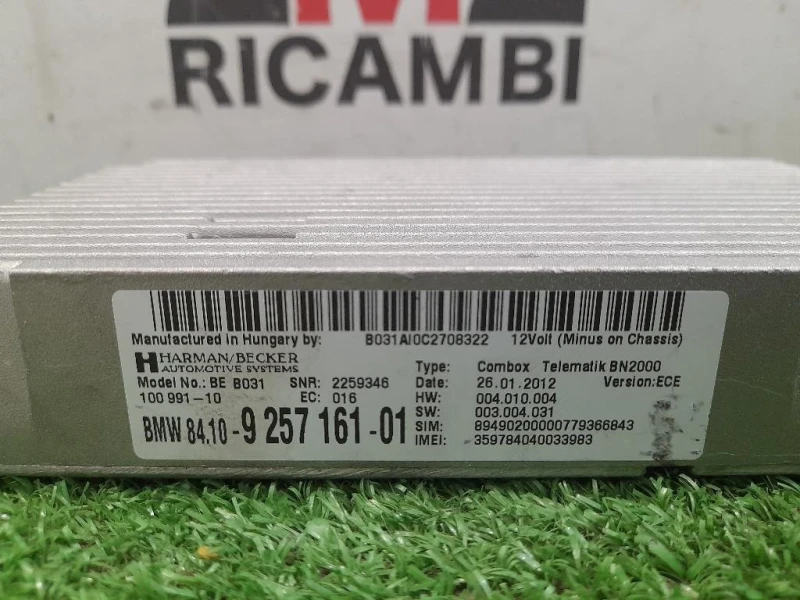 RICAMBI
Manufactured in Hungary by: B031AI0C2708322 12Volt (Minus on Chassis)
HARMAN/BECKER
AUTOMOTIVE SYSTEMS
Type: Combox Telematik BN2000
Model No.: BE B031 SNR: 2259346 Date: 26.01.2012 Version: ECE
100 991-10 EC: 016 HW: 004.010.004
SW: 003.004.031
BMW 84.10-9 257 161-01 SIM: 89490200000779366843
IMEI: 359784040033983